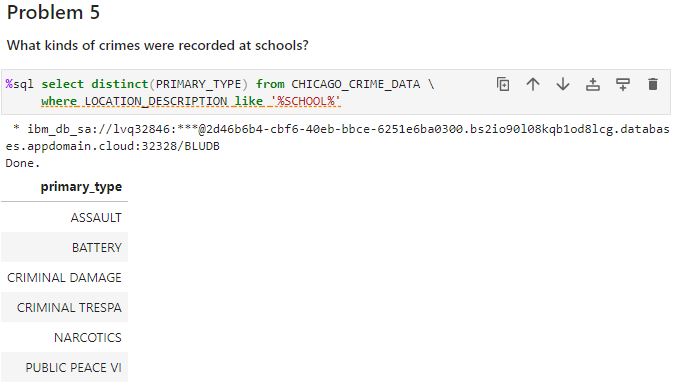 Problem 5
What kinds of crimes were recorded at schools?
%sql select distinct(PRIMARY_TYPE) from CHICAGO_CRIME_DATA \
where LOCATION_DESCRIPTION like '%SCHOOL%'
* ibm_db_sa://lvq32846:***@2d46b6b4-cbf6-40eb-bbce-6251e6ba0300.bs2io90l08kqb1od8lcg.databas
es.appdomain.cloud:32328/BLUDB
Done.
primary_type
ASSAULT
BATTERY
CRIMINAL DAMAGE
CRIMINAL TRESPA
NARCOTICS
PUBLIC PEACE VI